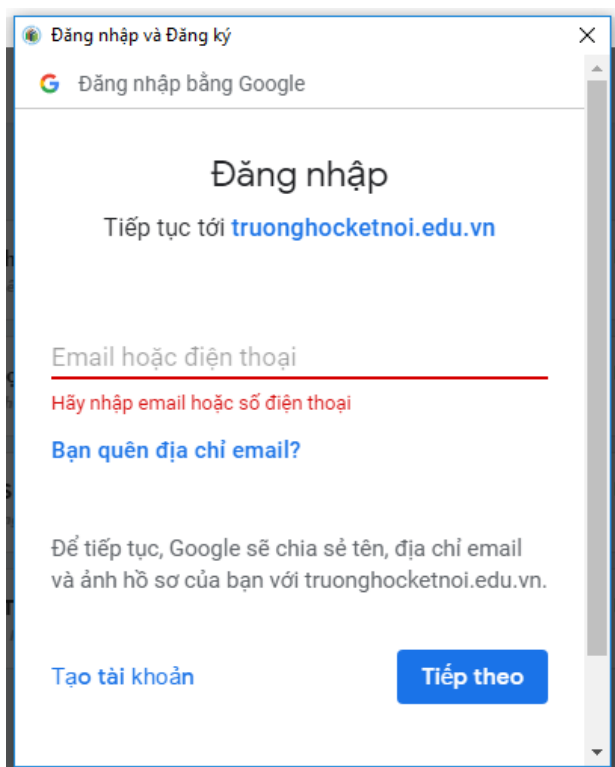 Đăng nhập và Đăng ký
Đăng nhập bằng Google
Đăng nhập
Tiếp tục tới truonghocketnoi.edu.vn
Email hoặc điện thoại
Hãy nhập email hoặc số điện thoại
Bạn quên địa chỉ email?
Để tiếp tục, Google sẽ chia sẻ tên, địa chỉ email
và ảnh hồ sơ của bạn với truonghocketnoi.edu.vn.
Tạo tài khoản
Tiếp theo